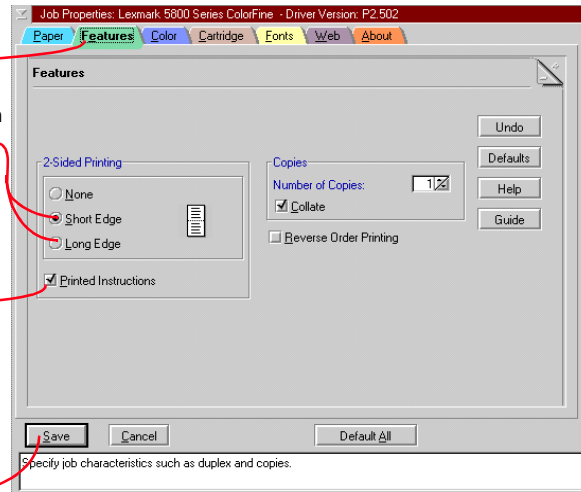 Job Properties: Lexmark 5800 Series ColorFine - Driver Version: P2.502
Paper Features Color Cartridge Fonts Web About
Features
Undo
Defaults
Help
Guide
2-Sided Printing
None
Short Edge
Long Edge
Printed Instructions
Copies
Number of Copies: 1
Collate
Reverse Order Printing
Save Cancel Default All
Specify job characteristics such as duplex and copies.